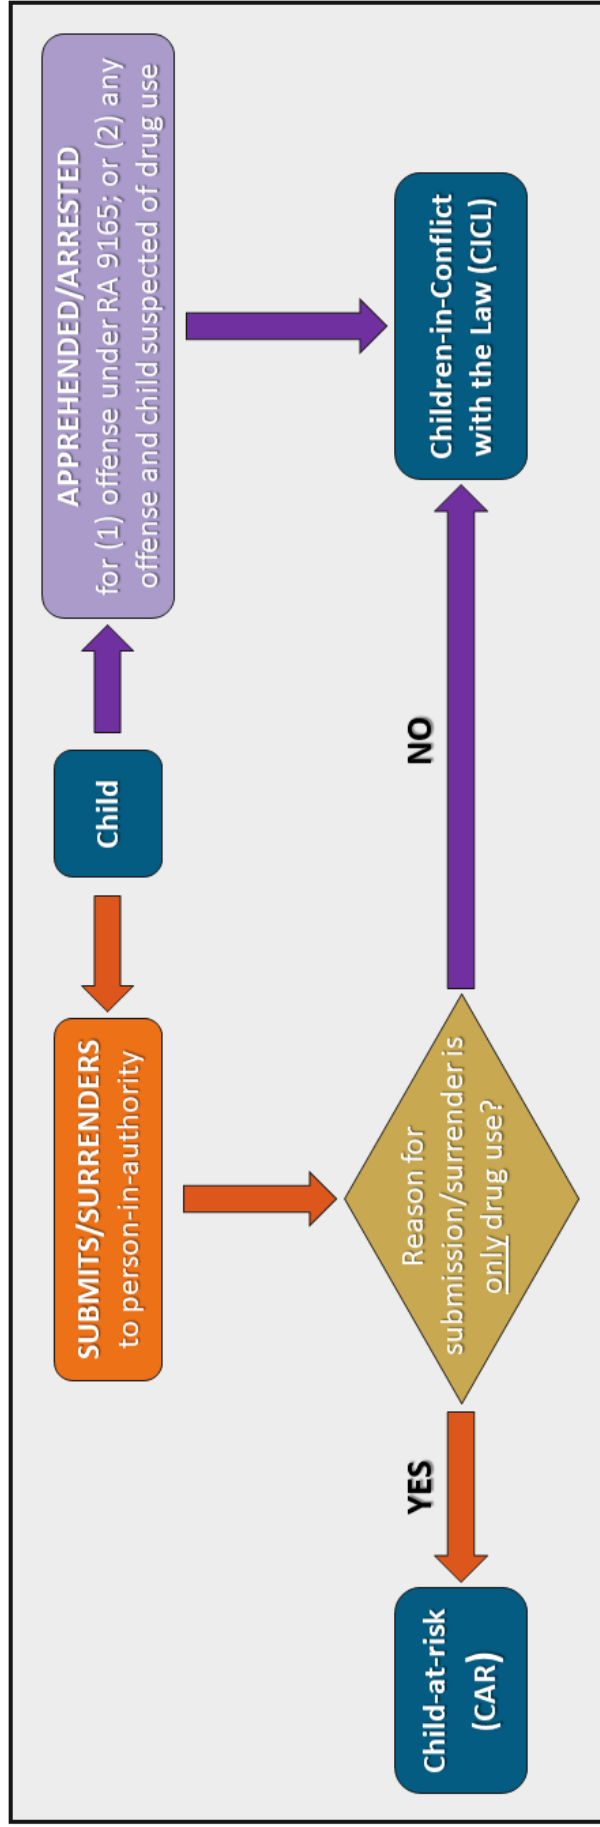 SUBMITS/SURRENDERS
to person-in-authority
Child
APPREHENDED/ARRESTED
for (1) offense under RA 9165; or (2) any
offense and child suspected of drug use
Child-at-risk
(CAR)
YES
Reason for
submission/surrender is
only drug use?
NO
Children-in-Conflict
with the Law (CICL)